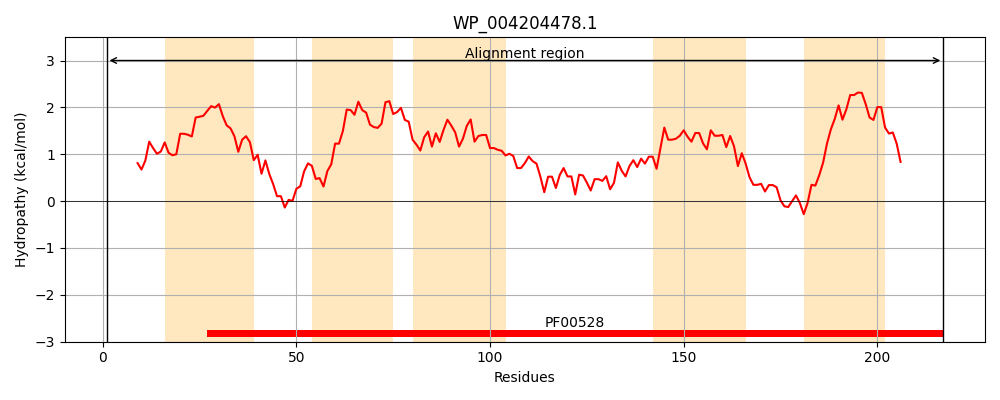 WP_004204478.1
Alignment region
Hydropathy (kcal/mol)
3
2
1
0
−1
−2
−3
PF00528
0
50
100
150
200
Residues